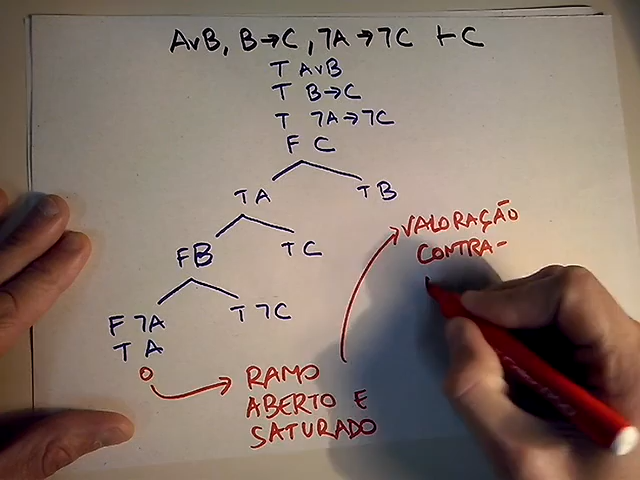 A∨B, B→C, ¬A→¬C ⊢ C
T A∨B
T B→C
T ¬A→¬C
F C
T A T B
F B T C
F ¬A T ¬C
T A
O
RAMO
ABERTO E
SATURADO
VALORAÇÃO
CONTRA-